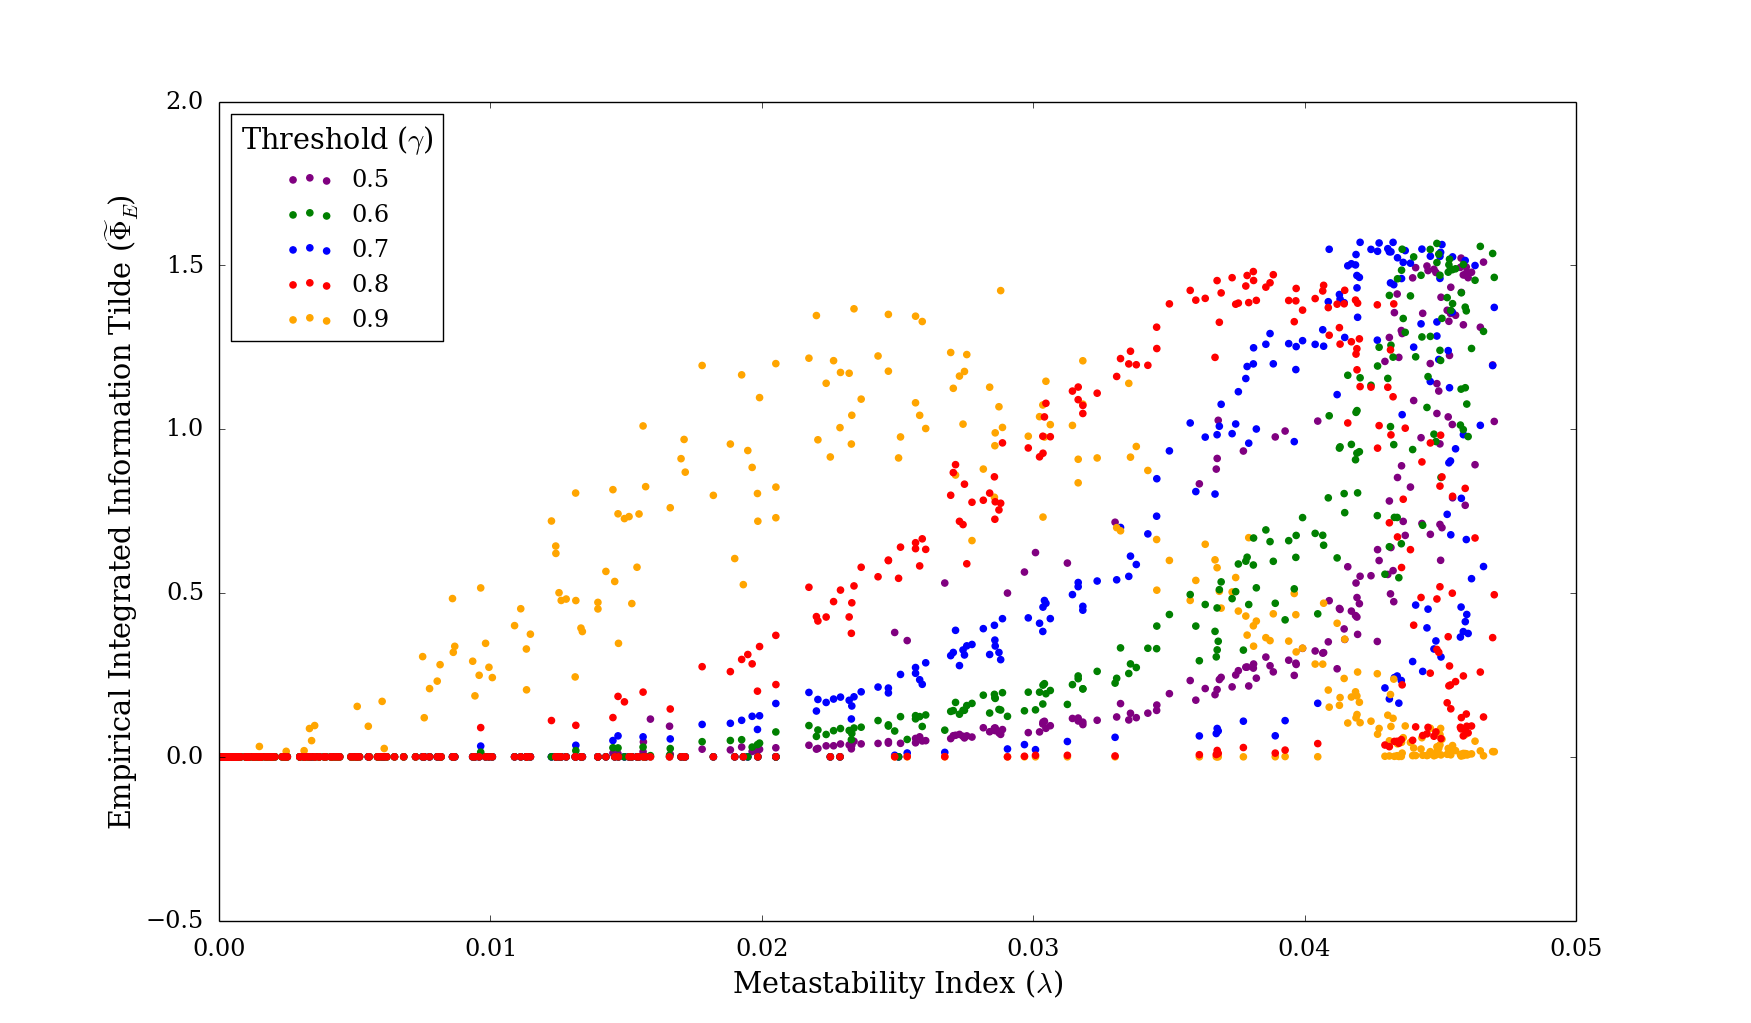 2.0
1.5
1.0
0.5
0.0
−0.5
0.00 0.01 0.02 0.03 0.04 0.05
Empirical Integrated Information Tilde (Φ̃_E)
Metastability Index (λ)
Threshold (γ)
0.5
0.6
0.7
0.8
0.9